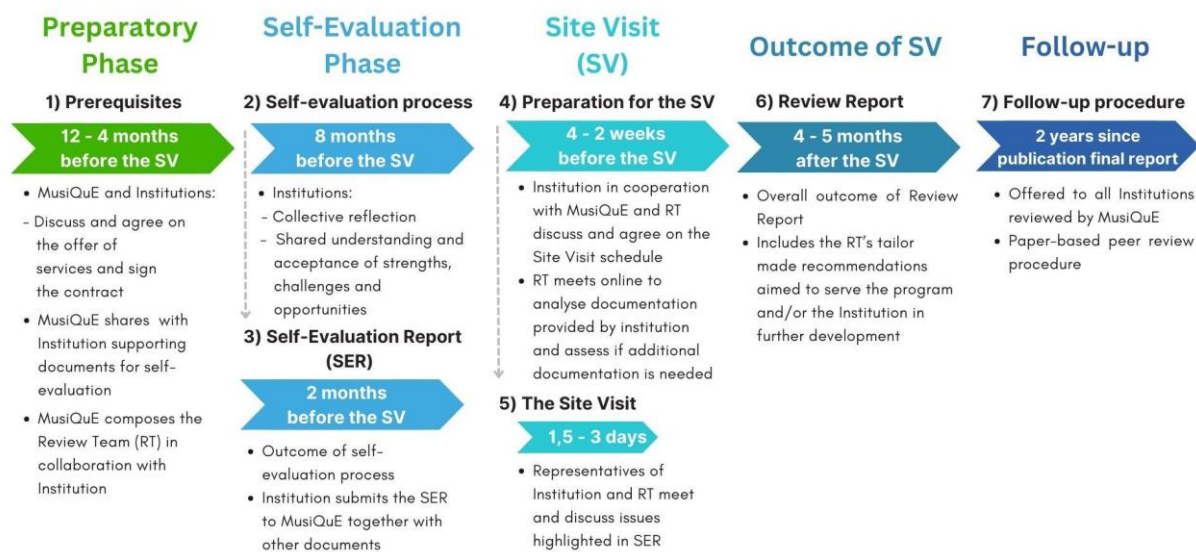 Preparatory
Phase
1) Prerequisites
12 - 4 months
before the SV
• MusiQuE and Institutions:
- Discuss and agree on
the offer of
services and sign
the contract
• MusiQuE shares with
Institution supporting
documents for self-
evaluation
• MusiQuE composes the
Review Team (RT) in
collaboration with
Institution
Self-Evaluation
Phase
2) Self-evaluation process
8 months
before the SV
• Institutions:
- Collective reflection
- Shared understanding and
acceptance of strengths,
challenges and
opportunities
3) Self-Evaluation Report
(SER)
2 months
before the SV
• Outcome of self-
evaluation process
• Institution submits the SER
to MusiQuE together with
other documents
Site Visit
(SV)
4) Preparation for the SV
4 - 2 weeks
before the SV
• Institution in cooperation
with MusiQuE and RT
discuss and agree on the
Site Visit schedule
• RT meets online to
analyse documentation
provided by institution
and assess if additional
documentation is needed
5) The Site Visit
1,5 - 3 days
• Representatives of
Institution and RT meet
and discuss issues
highlighted in SER
Outcome of SV
6) Review Report
4 - 5 months
after the SV
• Overall outcome of Review
Report
• Includes the RT's tailor
made recommendations
aimed to serve the program
and/or the Institution in
further development
Follow-up
7) Follow-up procedure
2 years since
publication final report
• Offered to all Institutions
reviewed by MusiQuE
• Paper-based peer review
procedure